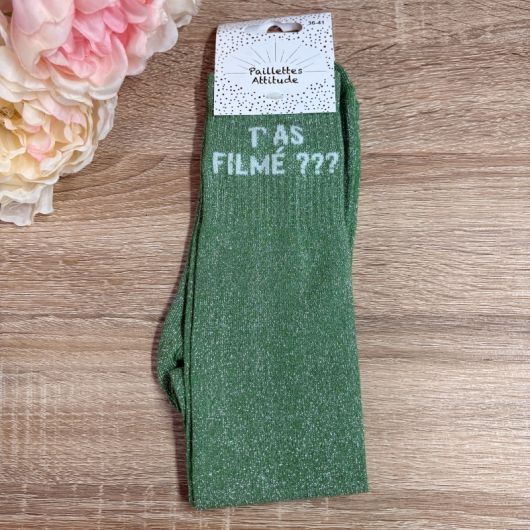 36-41
Paillettes
Attitude
T'AS
FILMÉ ???